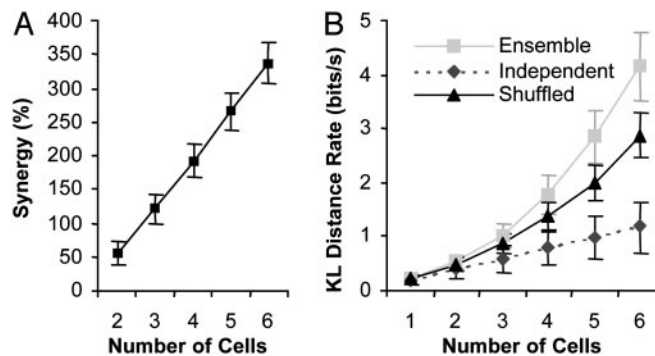 A
400
350
300
250
200
150
100
50
0
Synergy (%)
2 3 4 5 6
Number of Cells
B
5
4
3
2
1
0
KL Distance Rate (bits/s)
Ensemble
Independent
Shuffled
1 2 3 4 5 6
Number of Cells